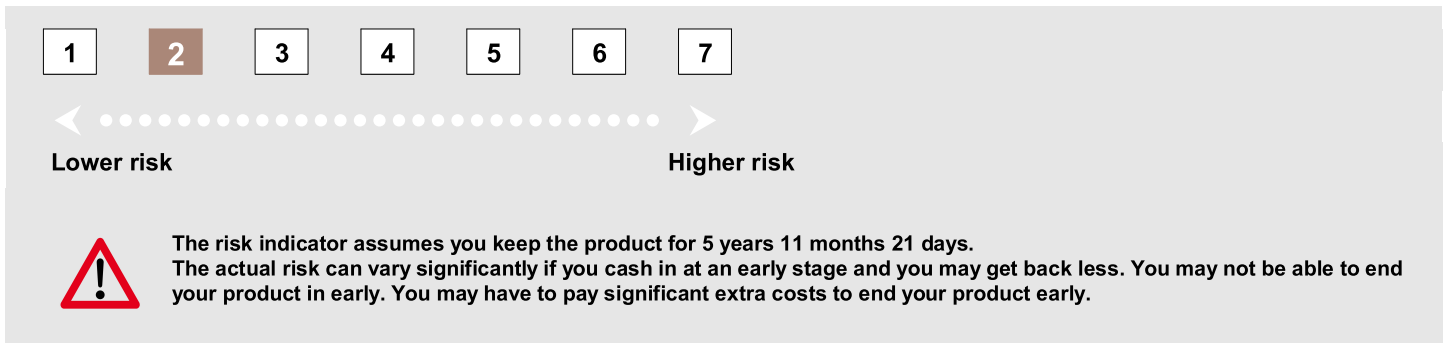 1 2 3 4 5 6 7
Lower risk Higher risk
The risk indicator assumes you keep the product for 5 years 11 months 21 days.
The actual risk can vary significantly if you cash in at an early stage and you may get back less. You may not be able to end
your product in early. You may have to pay significant extra costs to end your product early.